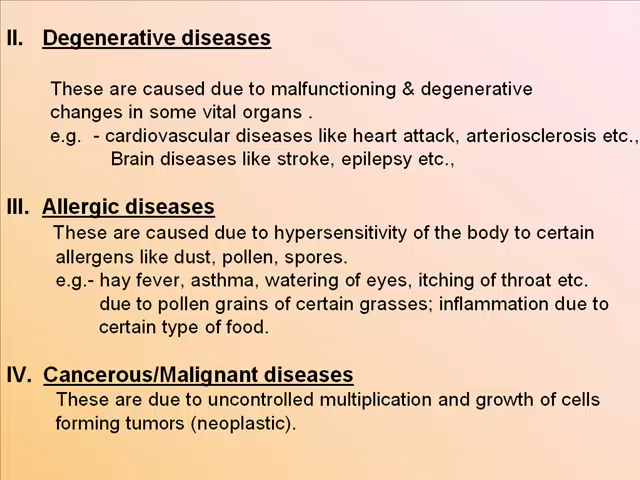 II. Degenerative diseases
These are caused due to malfunctioning & degenerative
changes in some vital organs .
e.g. - cardiovascular diseases like heart attack, arteriosclerosis etc.,
Brain diseases like stroke, epilepsy etc.,
III. Allergic diseases
These are caused due to hypersensitivity of the body to certain
allergens like dust, pollen, spores.
e.g.- hay fever, asthma, watering of eyes, itching of throat etc.
due to pollen grains of certain grasses; inflammation due to
certain type of food.
IV. Cancerous/Malignant diseases
These are due to uncontrolled multiplication and growth of cells
forming tumors (neoplastic).